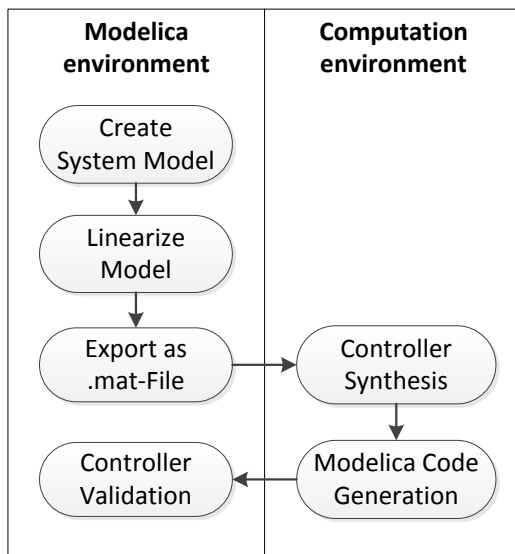 Modelica
environment
Computation
environment
Create
System Model
Linearize
Model
Export as
.mat-File
Controller
Synthesis
Controller
Validation
Modelica Code
Generation